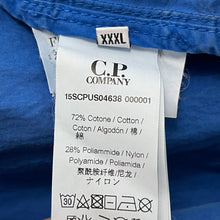 XXXL
C.P.
COMPANY
15SCPUS04638 000001
72% Cotone / Cotton /
Coton / Algodón / 棉 /
綿
28% Poliammide / Nylon /
Polyamide / Poliamida /
聚酰胺纤维/尼龙/
ナイロン
30